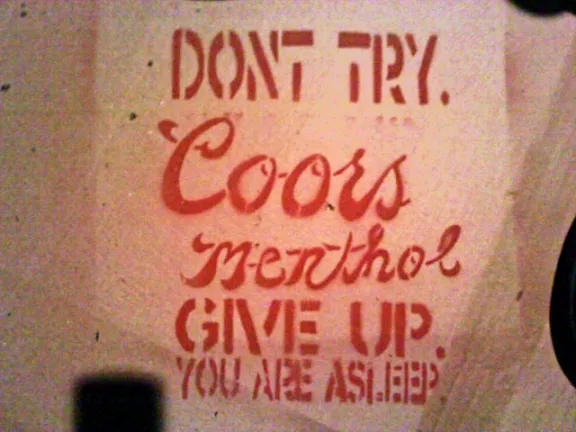 DONT TRY.
Coors
menthol
GIVE UP.
YOU ARE ASLEEP.